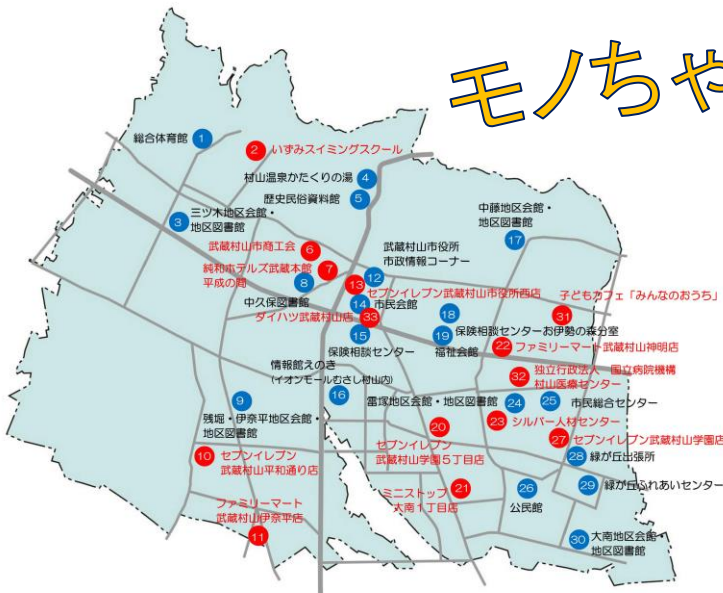 モノちゃ
総合体育館
1
2
いずみスイミングスクール
村山温泉かたくりの湯
4
歴史民俗資料館
5
3
三ツ木地区会館・
地区図書館
中藤地区会館・
地区図書館
17
武蔵村山市商工会
6
武蔵村山市役所
市政情報コーナー
12
純和ホテルズ武蔵本館
平成の間
7
8
中久保図書館
13
セブンイレブン武蔵村山市役所西店
14
市民会館
子どもカフェ「みんなのおうち」
31
ダイハツ武蔵村山店
33
18
保険相談センターお伊勢の森分室
15
保険相談センター
19
福祉会館
22
ファミリーマート武蔵村山神明店
情報館えのき
(イオンモールむさし村山内)
16
32
独立行政法人 国立病院機構
村山医療センター
9
残堀・伊奈平地区会館・
地区図書館
雷塚地区会館・地区図書館
24
25
市民総合センター
20
セブンイレブン
武蔵村山学園5丁目店
23
シルバー人材センター
27
セブンイレブン武蔵村山学園店
10
セブンイレブン
武蔵村山平和通り店
28
緑が丘出張所
ミニストップ
大南1丁目店
21
26
公民館
29
緑が丘ふれあいセンター
ファミリーマート
武蔵村山伊奈平店
11
30
大南地区会館・
地区図書館